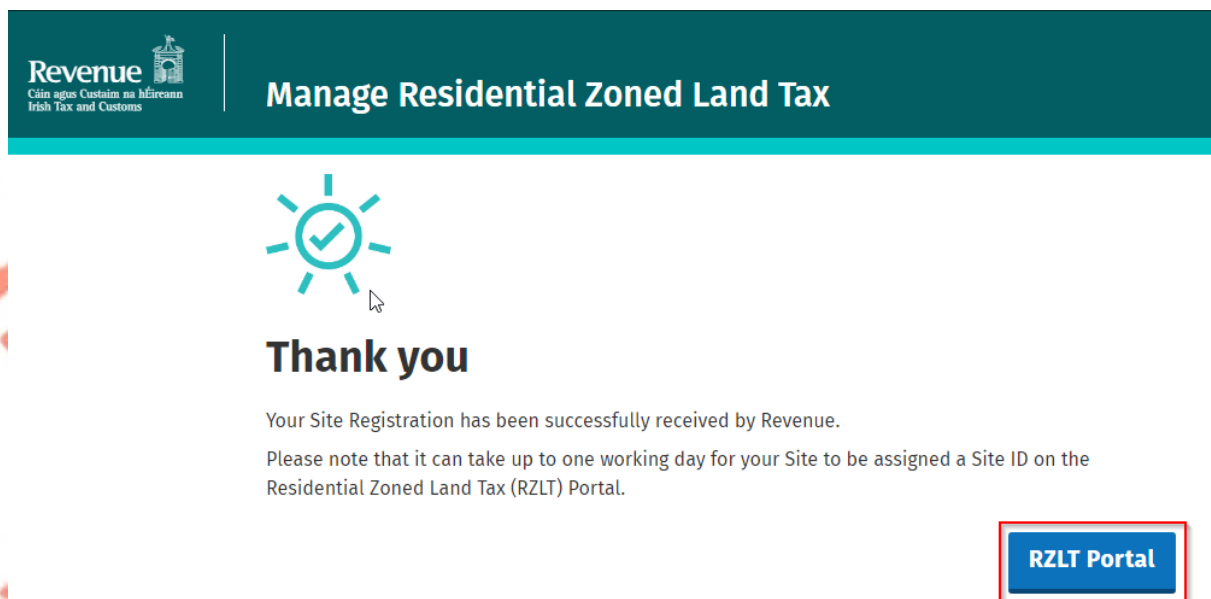 Revenue
Cáin agus Custaim na hÉireann
Irish Tax and Customs
Manage Residential Zoned Land Tax
Thank you
Your Site Registration has been successfully received by Revenue.
Please note that it can take up to one working day for your Site to be assigned a Site ID on the
Residential Zoned Land Tax (RZLT) Portal.
RZLT Portal